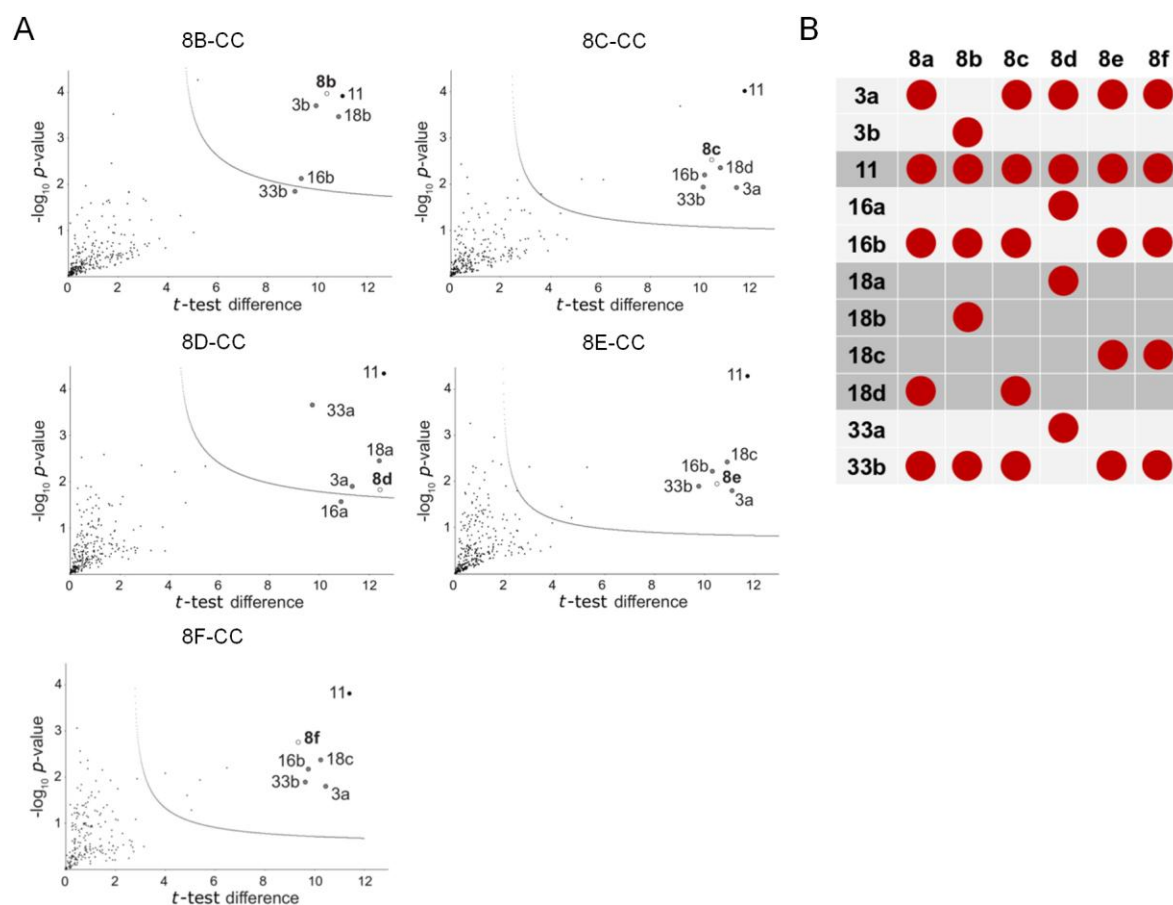 A
8B-CC
-log10 p-value
4
3
2
1
0 2 4 6 8 10 12
t-test difference
8b
11
3b
18b
16b
33b
8C-CC
-log10 p-value
4
3
2
1
0 2 4 6 8 10 12
t-test difference
11
8c
18d
16b
33b
3a
8D-CC
-log10 p-value
4
3
2
1
0 2 4 6 8 10 12
t-test difference
11
33a
18a
3a
8d
16a
8E-CC
-log10 p-value
4
3
2
1
0 2 4 6 8 10 12
t-test difference
11
18c
16b
8e
33b
3a
8F-CC
-log10 p-value
4
3
2
1
0 2 4 6 8 10 12
t-test difference
11
8f
16b 18c
33b
3a
B
8a 8b 8c 8d 8e 8f
3a
3b
11
16a
16b
18a
18b
18c
18d
33a
33b